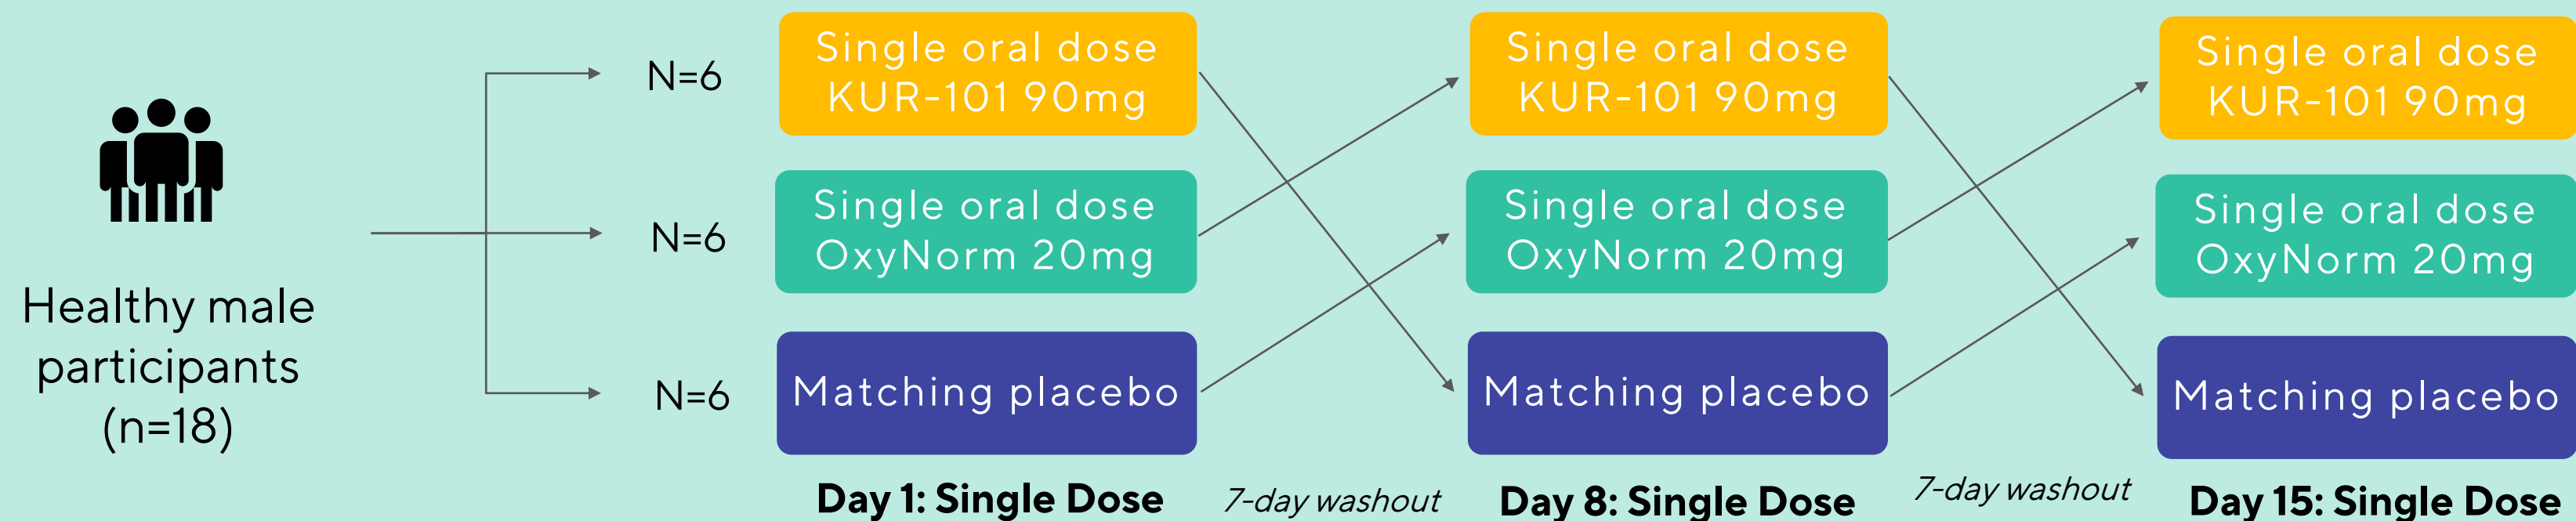 Healthy male
participants
(n=18)
N=6
N=6
N=6
Single oral dose
KUR-101 90mg
Single oral dose
OxyNorm 20mg
Matching placebo
Day 1: Single Dose
7-day washout
Single oral dose
KUR-101 90mg
Single oral dose
OxyNorm 20mg
Matching placebo
Day 8: Single Dose
7-day washout
Single oral dose
KUR-101 90mg
Single oral dose
OxyNorm 20mg
Matching placebo
Day 15: Single Dose